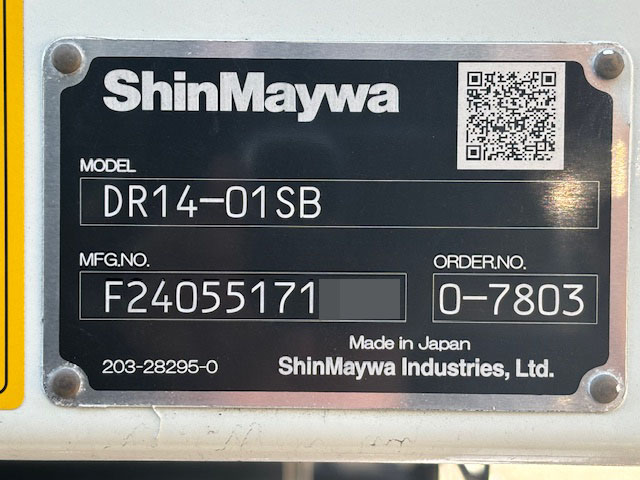 ShinMaywa
MODEL
DR14-01SB
MFG.NO.
F24055171
ORDER.NO.
0-7803
Made in Japan
203-28295-0
ShinMaywa Industries, Ltd.